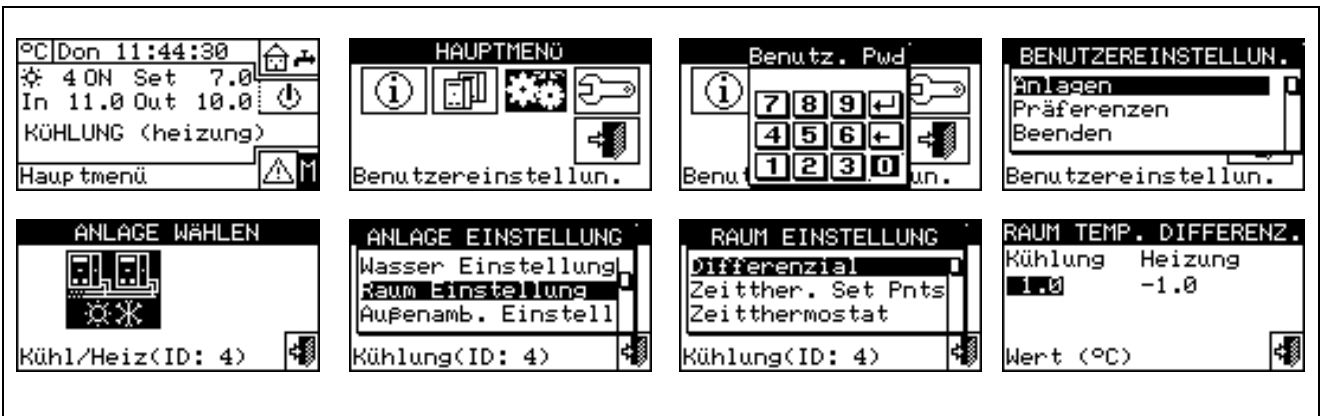 ºC Don 11:44:30
4 ON Set 7.0
In 11.0 Out 10.0
KüHLUNG (heizung)
Hauptmenü
M
HAUPTMENü
i
Benutzereinstellun.
Benutz. Pwd
i
7 8 9
4 5 6
1 2 3 0
Benu un.
BENUTZEREINSTELLUN.
Anlagen
Präferenzen
Beenden
Benutzereinstellun.
ANLAGE WäHLEN
Kühl/Heiz(ID: 4)
ANLAGE EINSTELLUNG
Wasser Einstellung
Raum Einstellung
Außenamb. Einstell
Kühlung(ID: 4)
RAUM EINSTELLUNG
Differenzial
Zeitther. Set Pnts
Zeitthermostat
Kühlung(ID: 4)
RAUM TEMP. DIFFERENZ.
Kühlung Heizung
1.0 -1.0
Wert (ºC)